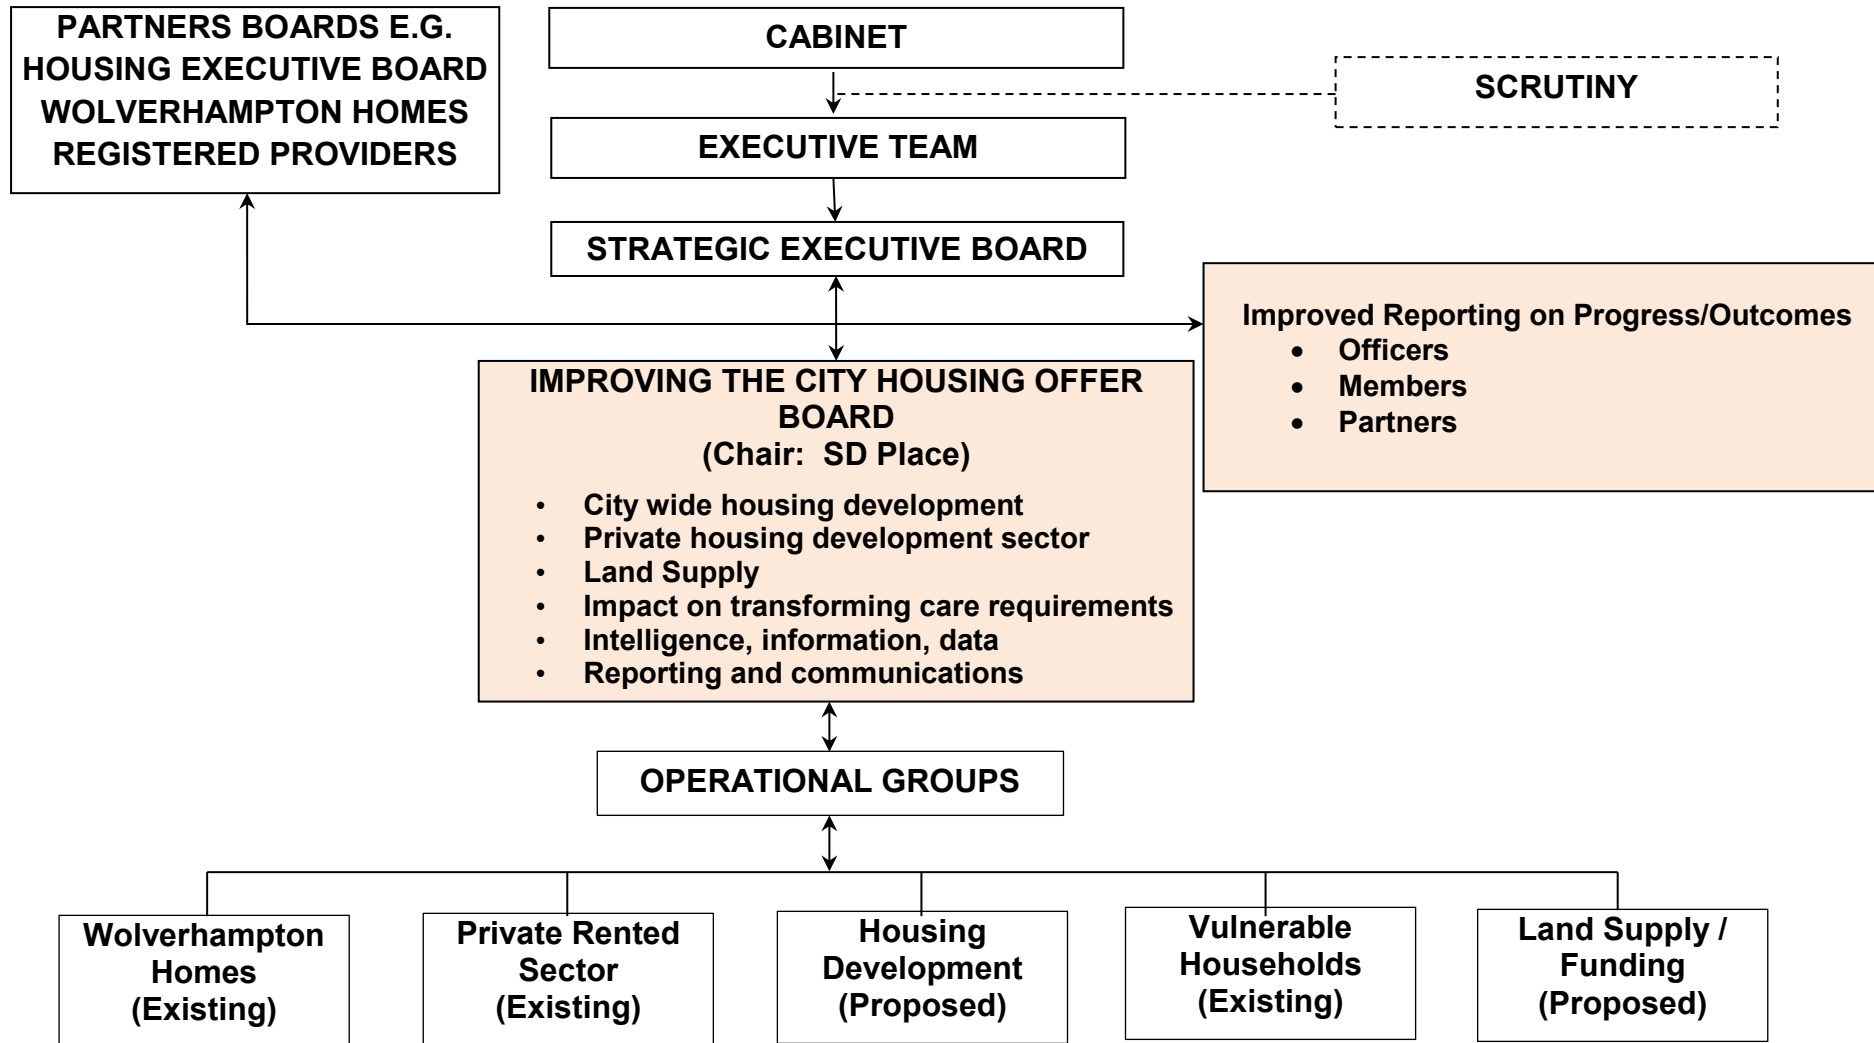 PARTNERS BOARDS E.G.
HOUSING EXECUTIVE BOARD
WOLVERHAMPTON HOMES
REGISTERED PROVIDERS
CABINET
SCRUTINY
EXECUTIVE TEAM
STRATEGIC EXECUTIVE BOARD
Improved Reporting on Progress/Outcomes
• Officers
• Members
• Partners
IMPROVING THE CITY HOUSING OFFER
BOARD
(Chair: SD Place)
• City wide housing development
• Private housing development sector
• Land Supply
• Impact on transforming care requirements
• Intelligence, information, data
• Reporting and communications
OPERATIONAL GROUPS
Wolverhampton
Homes
(Existing)
Private Rented
Sector
(Existing)
Housing
Development
(Proposed)
Vulnerable
Households
(Existing)
Land Supply /
Funding
(Proposed)